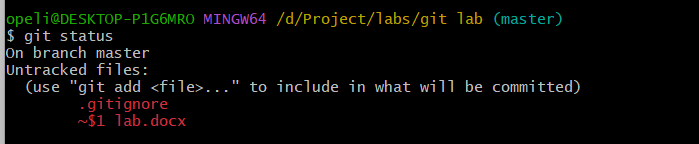 opeli@DESKTOP-P1G6MRO MINGW64 /d/Project/labs/git lab (master)
$ git status
On branch master
Untracked files:
  (use "git add <file>..." to include in what will be committed)
        .gitignore
        ~$1 lab.docx